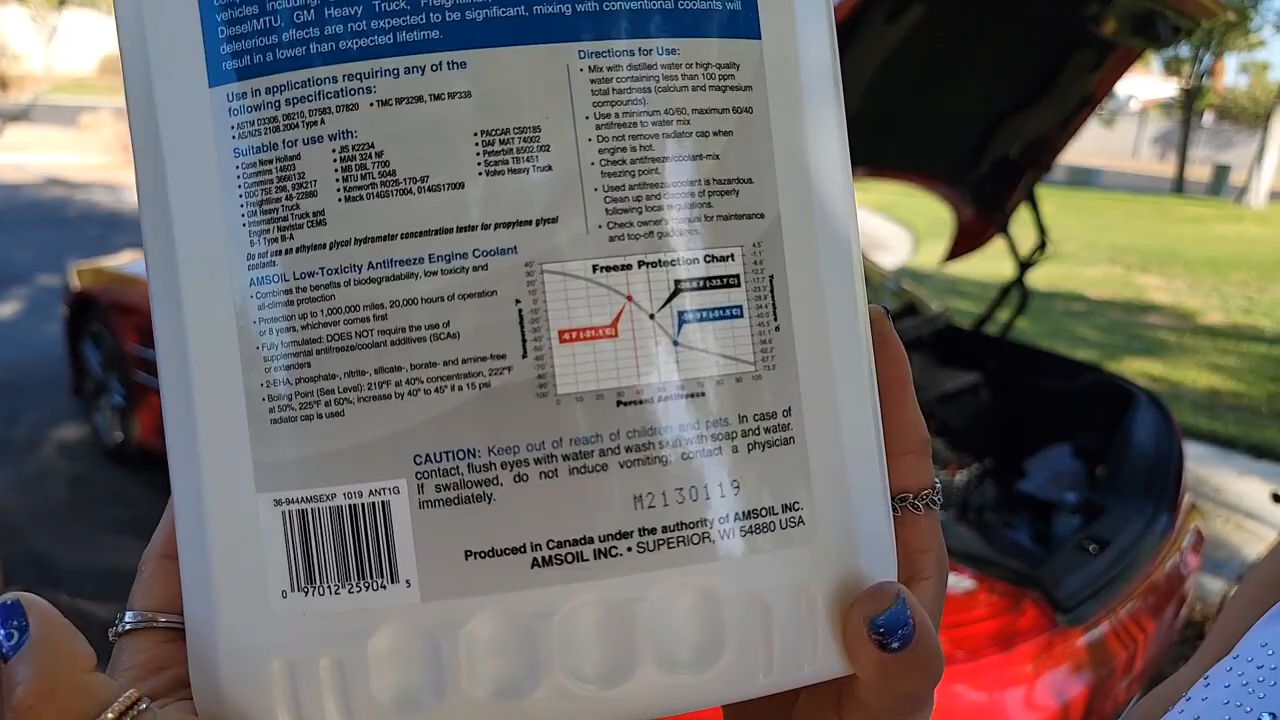 vehicles including,
Diesel/MTU, GM Heavy Truck, Freightliner,
deleterious effects are not expected to be significant, mixing with conventional coolants will
result in a lower than expected lifetime.
Use in applications requiring any of the
following specifications:
• ASTM D3306, D6210, D7583, D7820 • TMC RP329B, TMC RP338
• AS/NZS 2108.2004 Type A
Suitable for use with:
• Case New Holland
• Cummins 14603
• Cummins 3666132
• DDC 7SE 298, 93K217
• Freightliner 48-22880
• GM Heavy Truck
• International Truck and
Engine / Navistar CEMS
B-1 Type III-A
• JIS K2234
• MAN 324 NF
• MB DBL 7700
• MTU MTL 5048
• Kenworth R026-170-97
• Mack 014GS17004, 014GS17009
• PACCAR CS0185
• DAF MAT 74002
• Peterbilt 8502.002
• Scania TB1451
• Volvo Heavy Truck
Do not use an ethylene glycol hydrometer concentration tester for propylene glycol
coolants.
AMSOIL Low-Toxicity Antifreeze Engine Coolant
• Combines the benefits of biodegradability, low toxicity and
all-climate protection
• Protection up to 1,000,000 miles, 20,000 hours of operation
or 8 years, whichever comes first
• Fully formulated: DOES NOT require the use of
supplemental antifreeze/coolant additives (SCAs)
or extenders
• 2-EHA, phosphate-, nitrite-, silicate-, borate- and amine-free
• Boiling Point (Sea Level): 219°F at 40% concentration, 222°F
at 50%, 225°F at 60%; increase by 40° to 45° if a 15 psi
radiator cap is used
Directions for Use:
• Mix with distilled water or high-quality
water containing less than 100 ppm
total hardness (calcium and magnesium
compounds).
• Use a minimum 40/60, maximum 60/40
antifreeze to water mix
• Do not remove radiator cap when
engine is hot.
• Check antifreeze/coolant-mix
freezing point.
• Used antifreeze/coolant is hazardous.
Clean up and dispose of properly
following local regulations.
• Check owner's manual for maintenance
and top-off guidelines.
Freeze Protection Chart
-6°F (-21.1°C)
(-33.7°C)
(-51.5°C)
Temperature °F
Percent Antifreeze
CAUTION: Keep out of reach of children and pets. In case of
contact, flush eyes with water and wash skin with soap and water.
If swallowed, do not induce vomiting; contact a physician
immediately.
M2130119
36-944AMSEXP 1019 ANT1G
0 97012 25904 5
Produced in Canada under the authority of AMSOIL INC.
AMSOIL INC. • SUPERIOR, WI 54880 USA